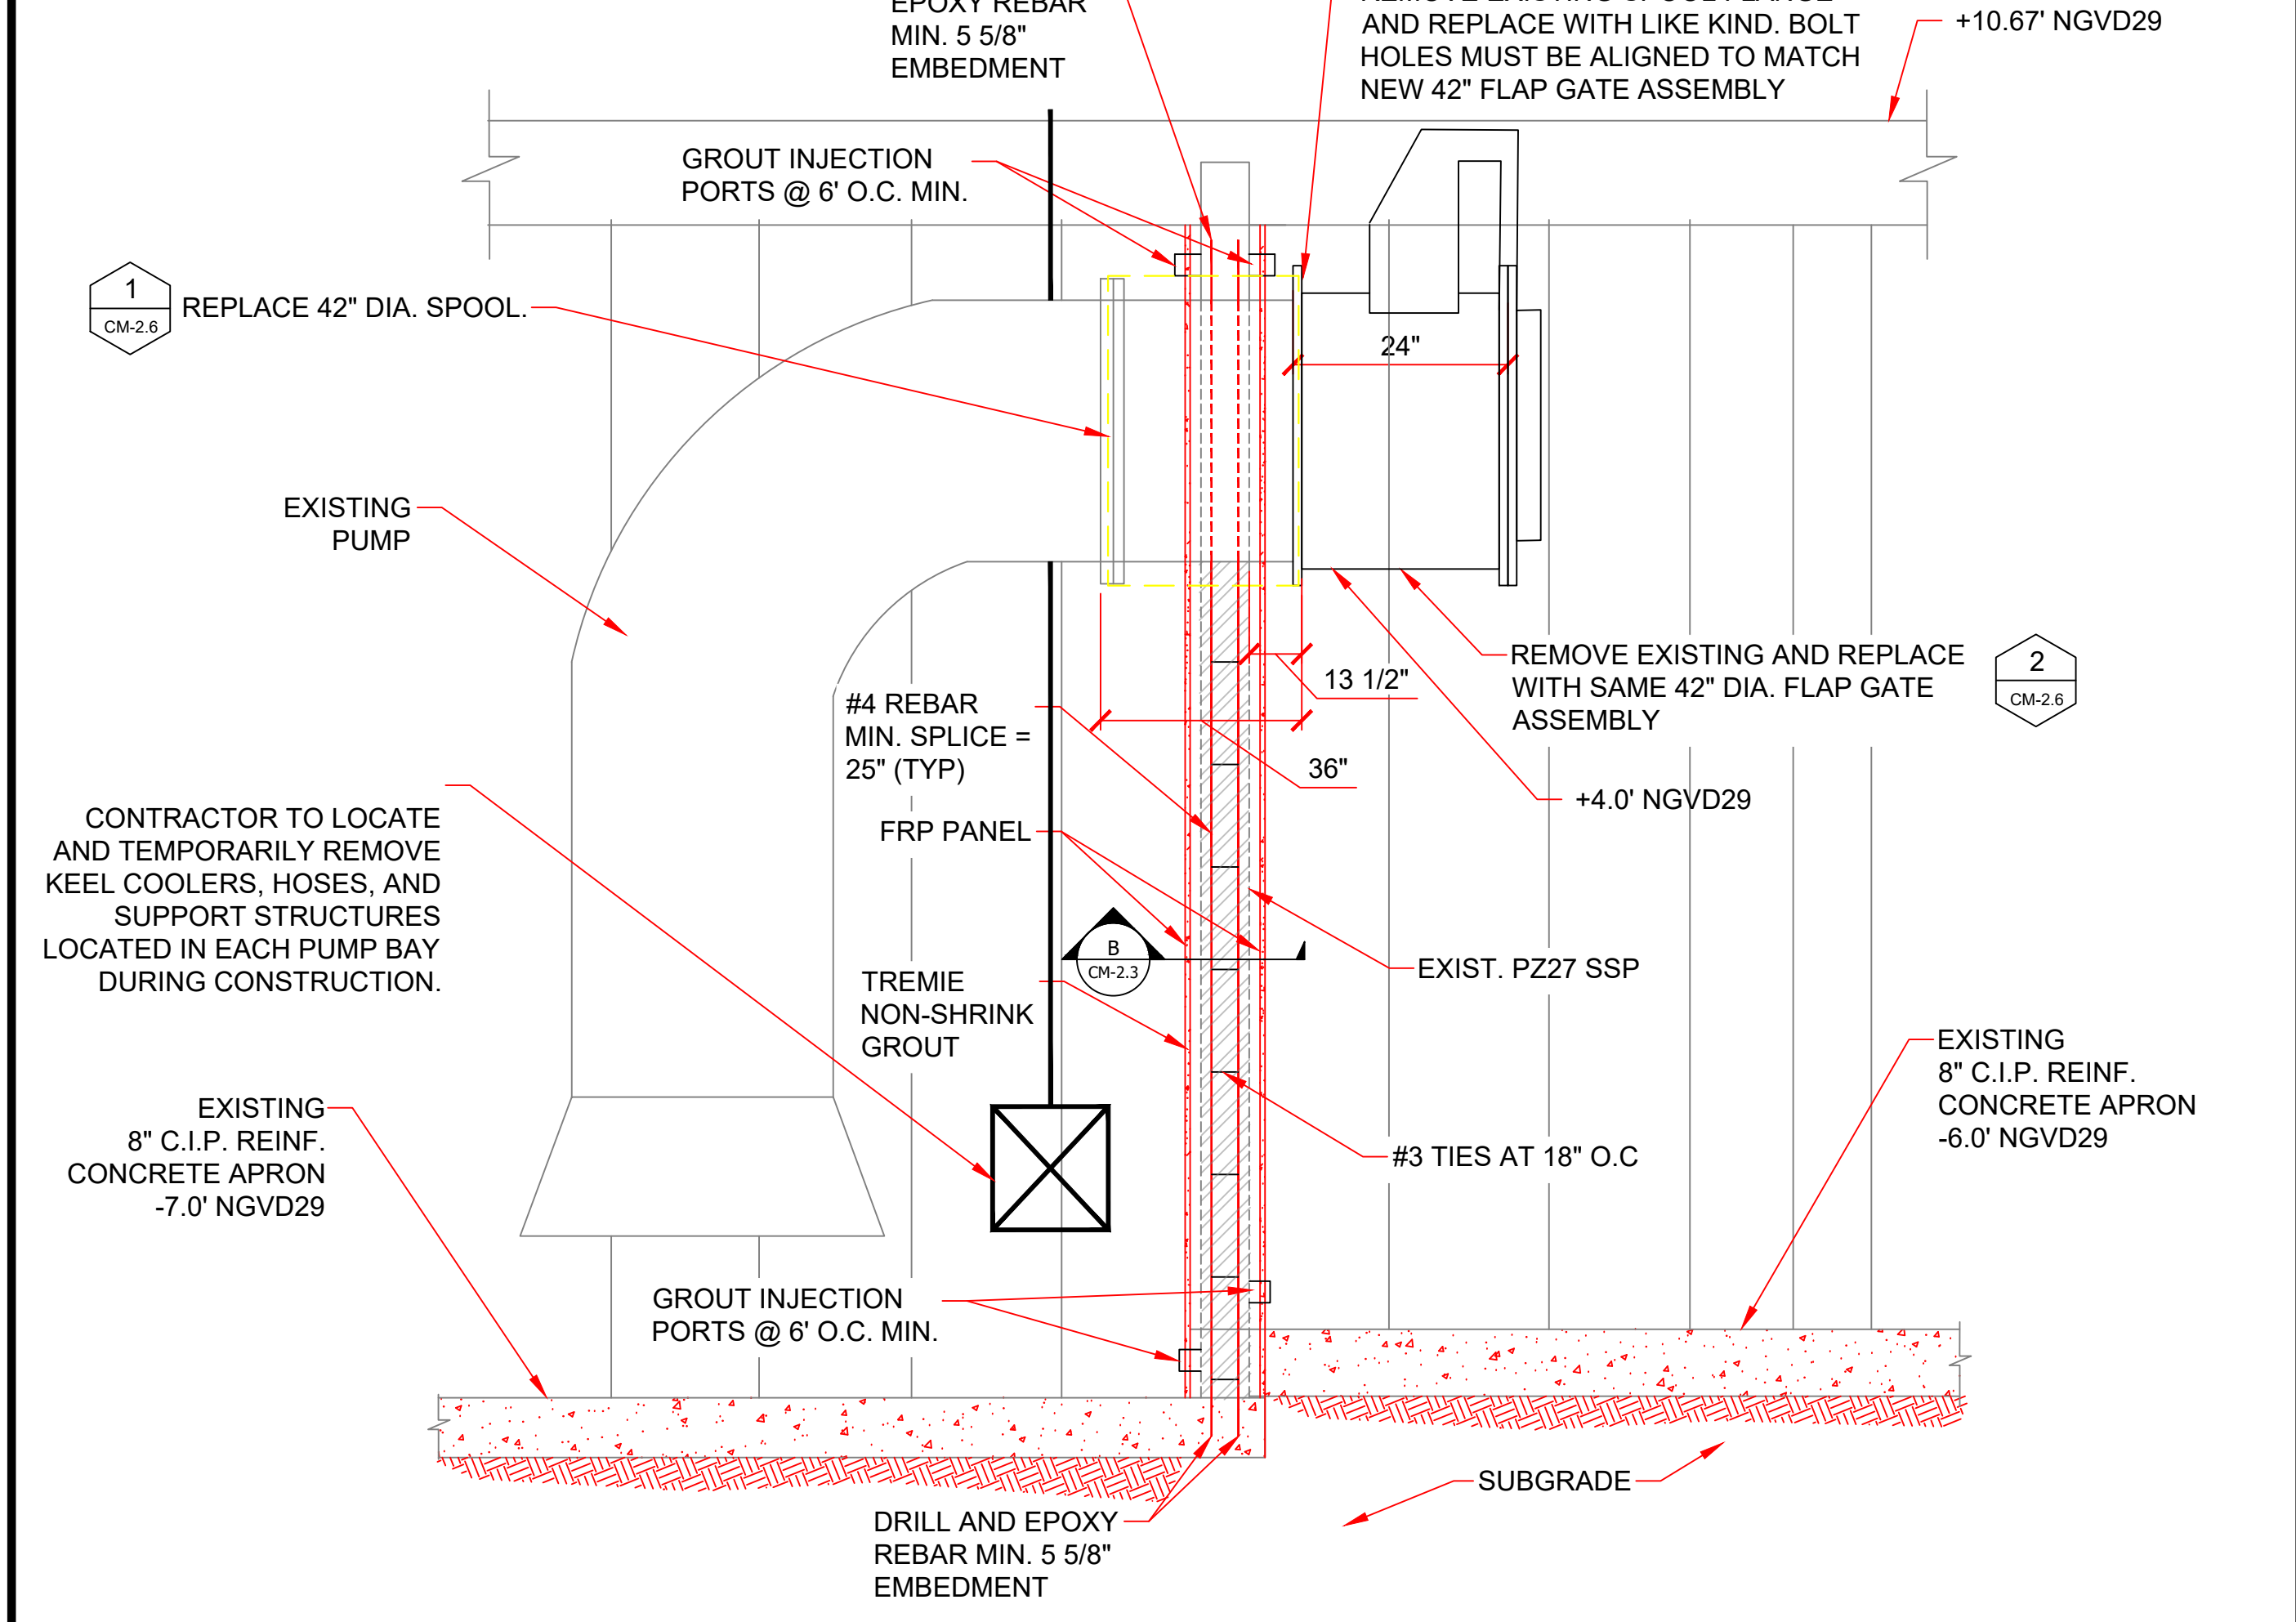 EPOXY REBAR
MIN. 5 5/8"
EMBEDMENT
REMOVE EXISTING SPOOL FLANGE
AND REPLACE WITH LIKE KIND. BOLT
HOLES MUST BE ALIGNED TO MATCH
NEW 42" FLAP GATE ASSEMBLY
+10.67' NGVD29
GROUT INJECTION
PORTS @ 6' O.C. MIN.
1
CM-2.6
REPLACE 42" DIA. SPOOL.
24"
EXISTING
PUMP
REMOVE EXISTING AND REPLACE
WITH SAME 42" DIA. FLAP GATE
ASSEMBLY
2
CM-2.6
13 1/2"
#4 REBAR
MIN. SPLICE =
25" (TYP)
36"
+4.0' NGVD29
CONTRACTOR TO LOCATE
AND TEMPORARILY REMOVE
KEEL COOLERS, HOSES, AND
SUPPORT STRUCTURES
LOCATED IN EACH PUMP BAY
DURING CONSTRUCTION.
FRP PANEL
B
CM-2.3
EXIST. PZ27 SSP
TREMIE
NON-SHRINK
GROUT
EXISTING
8" C.I.P. REINF.
CONCRETE APRON
-7.0' NGVD29
EXISTING
8" C.I.P. REINF.
CONCRETE APRON
-6.0' NGVD29
#3 TIES AT 18" O.C
GROUT INJECTION
PORTS @ 6' O.C. MIN.
SUBGRADE
DRILL AND EPOXY
REBAR MIN. 5 5/8"
EMBEDMENT